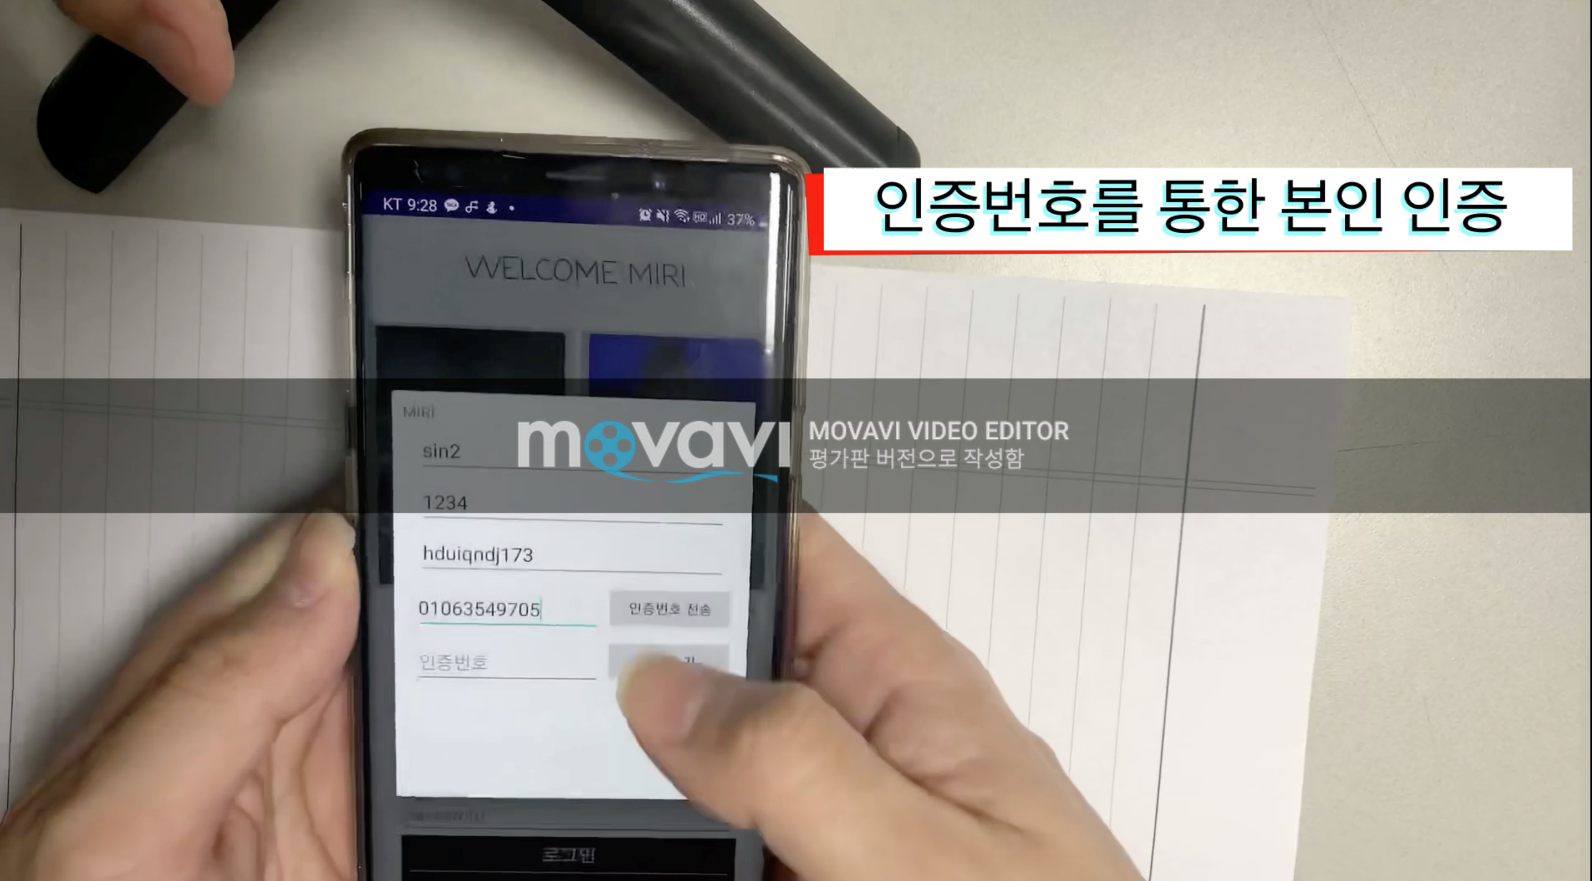 인증번호를 통한 본인 인증
KT 9:28
37%
WELCOME MIRI
MIRI
sin2
1234
hduiqndj173
01063549705
인증번호 전송
인증번호
로그인
movavi
MOVAVI VIDEO EDITOR
평가판 버전으로 작성함